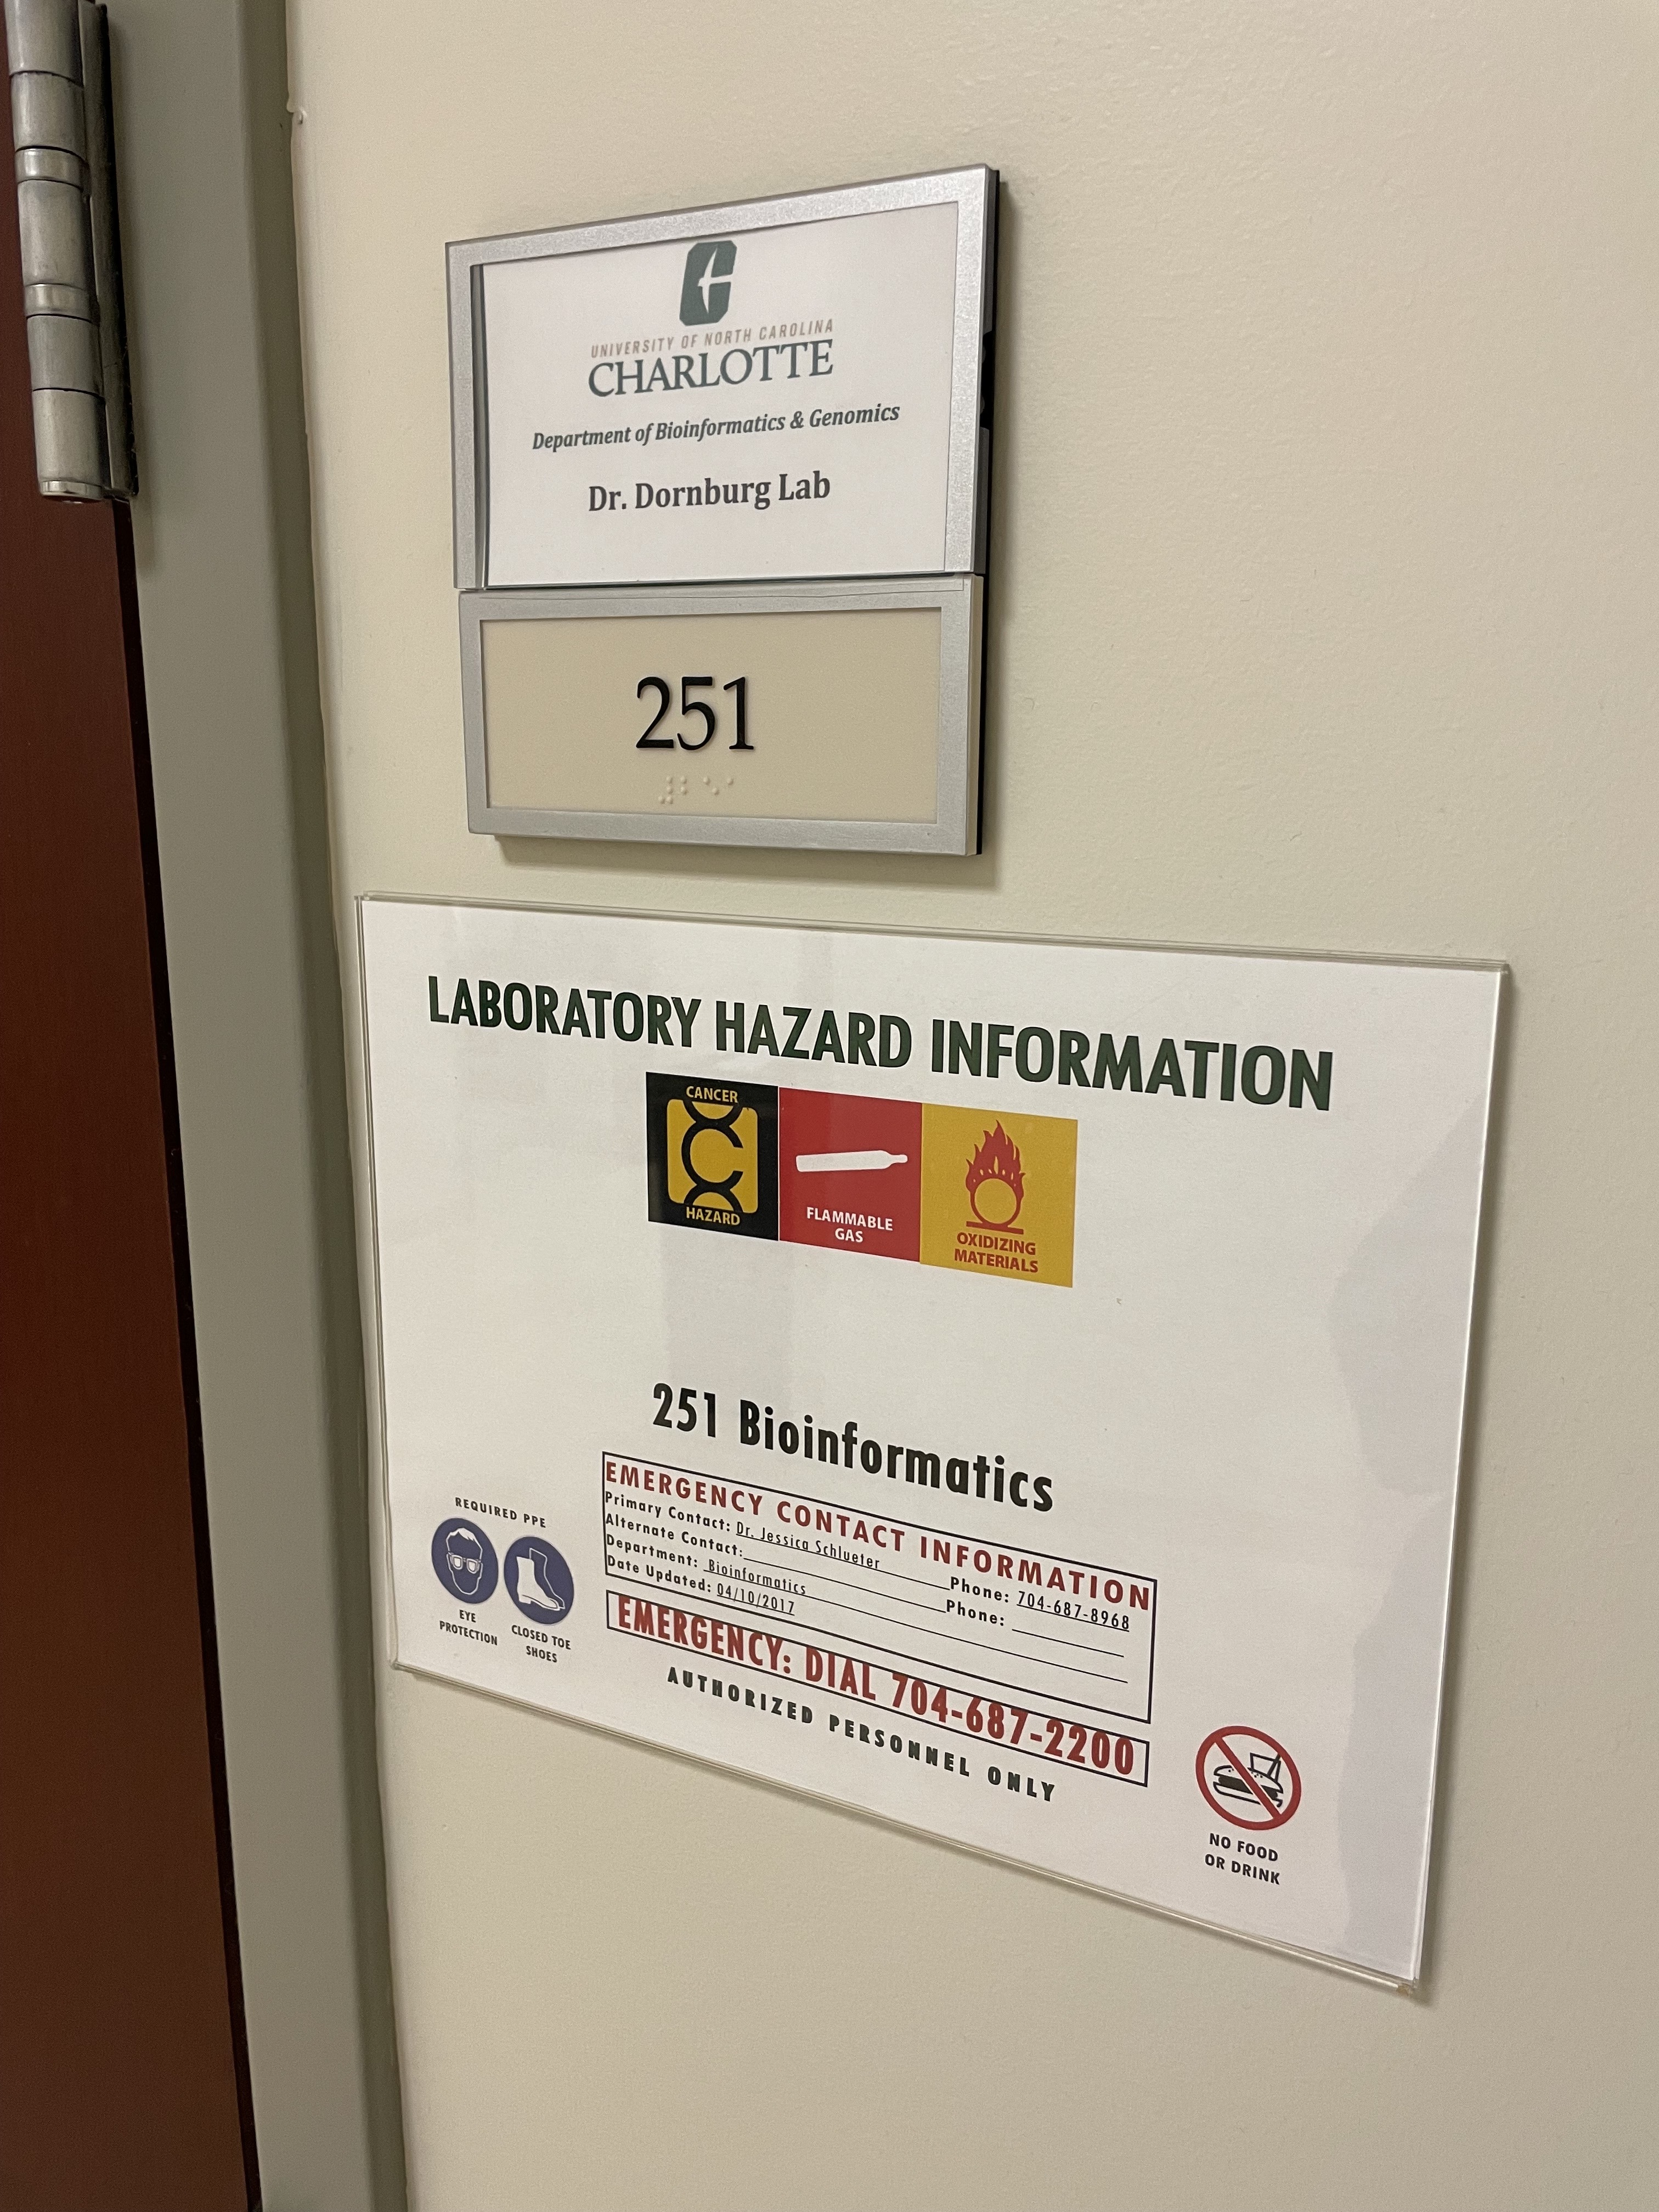 UNIVERSITY OF NORTH CAROLINA
CHARLOTTE
Department of Bioinformatics & Genomics
Dr. Dornburg Lab
251
LABORATORY HAZARD INFORMATION
CANCER
HAZARD
FLAMMABLE
GAS
OXIDIZING
MATERIALS
251 Bioinformatics
EMERGENCY CONTACT INFORMATION
Primary Contact: Dr. Jessica Schlueter Phone: 704-687-8968
Alternate Contact: Phone:
Department: Bioinformatics
Date Updated: 04/10/2017
EMERGENCY: DIAL 704-687-2200
AUTHORIZED PERSONNEL ONLY
REQUIRED PPE
EYE
PROTECTION
CLOSED TOE
SHOES
NO FOOD
OR DRINK